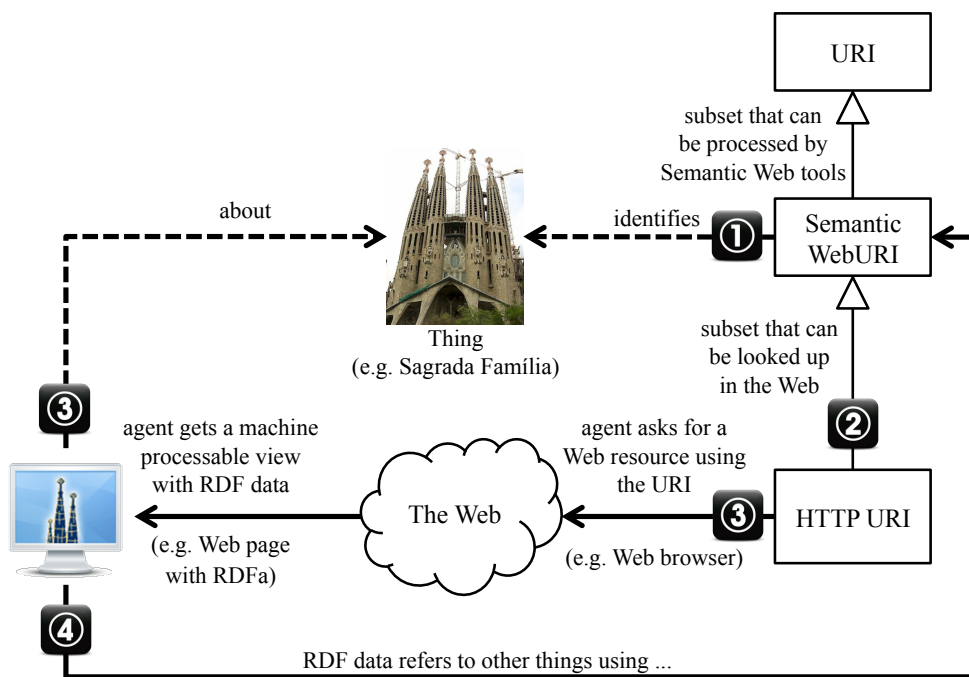 URI
subset that can
be processed by
Semantic Web tools
about
identifies
①
Semantic
WebURI
Thing
(e.g. Sagrada Família)
subset that can
be looked up
in the Web
②
③
agent gets a machine
processable view
with RDF data
(e.g. Web page
with RDFa)
The Web
agent asks for a
Web resource using
the URI
(e.g. Web browser)
③
HTTP URI
④
RDF data refers to other things using ...